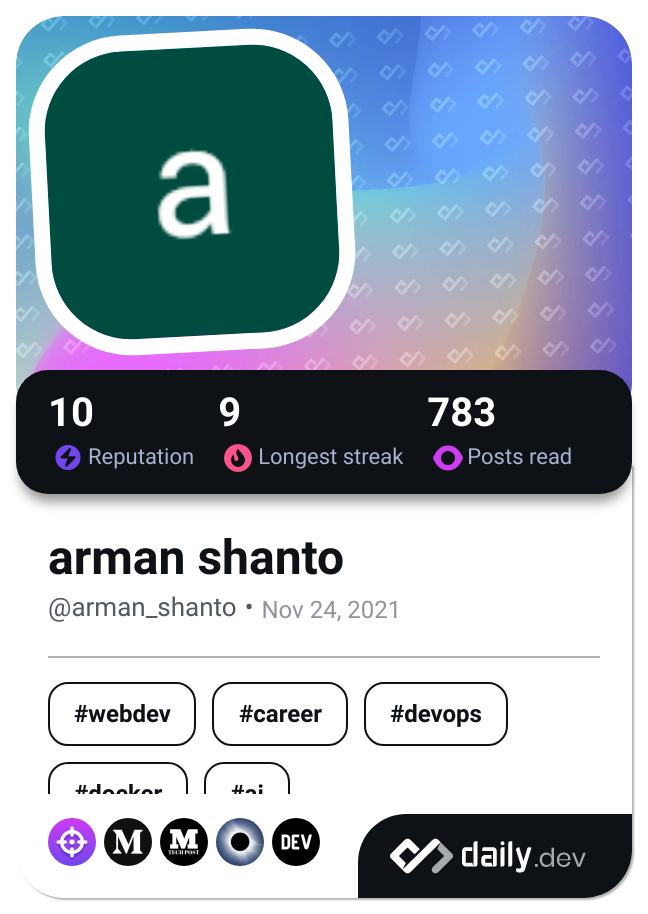 a
10 9 783
Reputation Longest streak Posts read
arman shanto
@arman_shanto • Nov 24, 2021
#webdev #career #devops
#docker #ai
M M TECH POST DEV
daily.dev